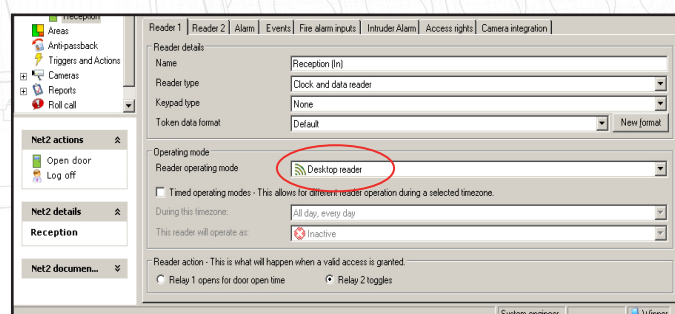 Reception
Areas
Anti-passback
Triggers and Actions
Cameras
Reports
Roll call
Net2 actions
Open door
Log off
Net2 details
Reception
Net2 documen...
Reader 1 Reader 2 Alarm Events Fire alarm inputs Intruder Alarm Access rights Camera integration
Reader details
Name Reception (In)
Reader type Clock and data reader
Keypad type None
Token data format Default New format
Operating mode
Reader operating mode Desktop reader
Timed operating modes - This allows for different reader operation during a selected timezone.
During this timezone: All day, every day
This reader will operate as: Inactive
Reader action - This is what will happen when a valid access is granted.
Relay 1 opens for door open time Relay 2 toggles
System engineer